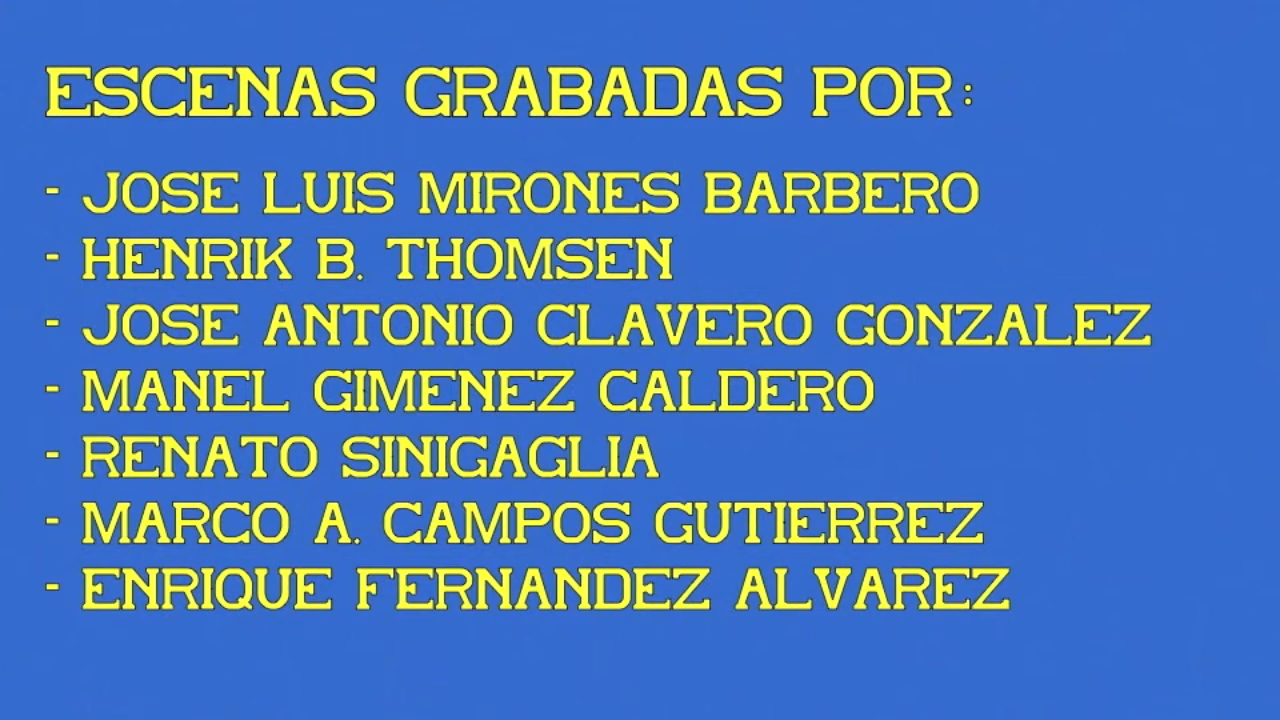 ESCENAS GRABADAS POR:
- JOSE LUIS MIRONES BARBERO
- HENRIK B. THOMSEN
- JOSE ANTONIO CLAVERO GONZALEZ
- MANEL GIMENEZ CALDERO
- RENATO SINIGAGLIA
- MARCO A. CAMPOS GUTIERREZ
- ENRIQUE FERNANDEZ ALVAREZ